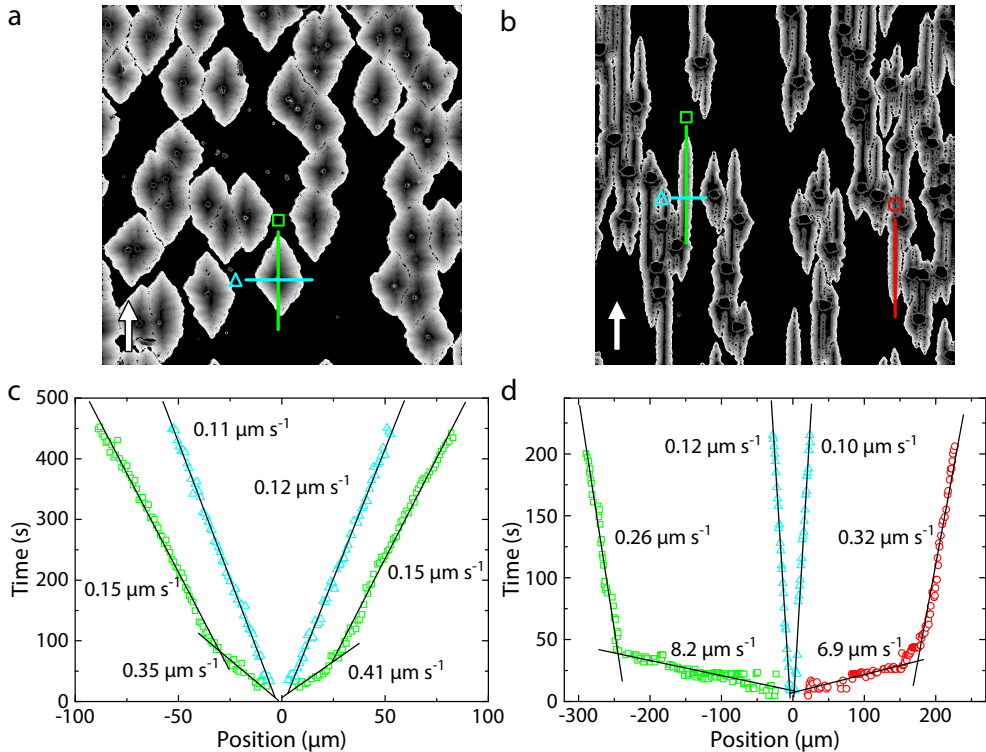 a
b
c
d
500
400
300
200
100
0
Time (s)
-100
-50
0
50
100
Position (µm)
0.11 µm s⁻¹
0.12 µm s⁻¹
0.15 µm s⁻¹
0.15 µm s⁻¹
0.35 µm s⁻¹
0.41 µm s⁻¹
200
150
100
50
0
Time (s)
-300
-200
-100
0
100
200
Position (µm)
0.12 µm s⁻¹
0.10 µm s⁻¹
0.26 µm s⁻¹
0.32 µm s⁻¹
8.2 µm s⁻¹
6.9 µm s⁻¹